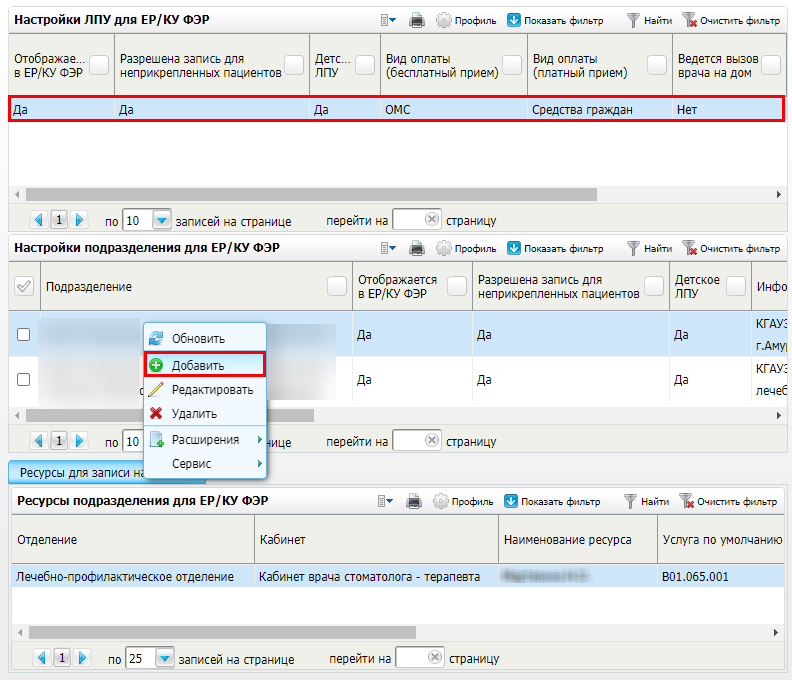 Настройки ЛПУ для ЕР/КУ ФЭР
Профиль Показать фильтр Найти Очистить фильтр
Отображае...
в ЕР/КУ ФЭР
Разрешена запись для
неприкрепленных пациентов
Детс...
ЛПУ
Вид оплаты
(бесплатный прием)
Вид оплаты
(платный прием)
Ведется вызов
врача на дом
Да Да Да ОМС Средства граждан Нет
1 по 10 записей на странице перейти на страницу
Настройки подразделения для ЕР/КУ ФЭР
Профиль Показать фильтр Найти Очистить фильтр
Подразделение
Отображается
в ЕР/КУ ФЭР
Разрешена запись для
неприкрепленных пациентов
Детское
ЛПУ
Инфо
Да Да Да
КГАУЗ
г.Аму
Да Да Да
КГАУЗ
лечеб
Обновить
Добавить
Редактировать
Удалить
Расширения
Сервис
1 по 10 нице перейти на страницу
Ресурсы для записи на
Ресурсы подразделения для ЕР/КУ ФЭР
Профиль Показать фильтр Найти Очистить фильтр
Отделение Кабинет Наименование ресурса Услуга по умолчанию
Лечебно-профилактическое отделение Кабинет врача стоматолога - терапевта B01.065.001
1 по 25 записей на странице перейти на страницу